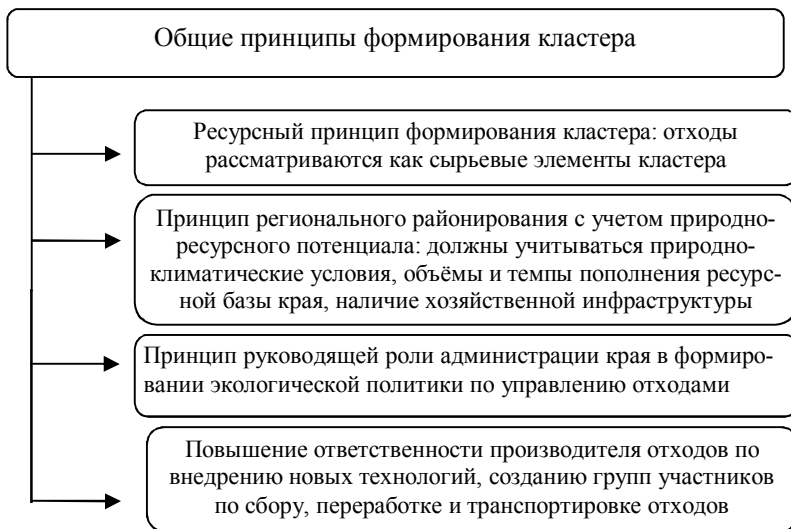 Общие принципы формирования кластера
Ресурсный принцип формирования кластера: отходы
рассматриваются как сырьевые элементы кластера
Принцип регионального районирования с учетом природно-
ресурсного потенциала: должны учитываться природно-
климатические условия, объёмы и темпы пополнения ресурс-
ной базы края, наличие хозяйственной инфраструктуры
Принцип руководящей роли администрации края в формиро-
вании экологической политики по управлению отходами
Повышение ответственности производителя отходов по
внедрению новых технологий, созданию групп участников
по сбору, переработке и транспортировке отходов